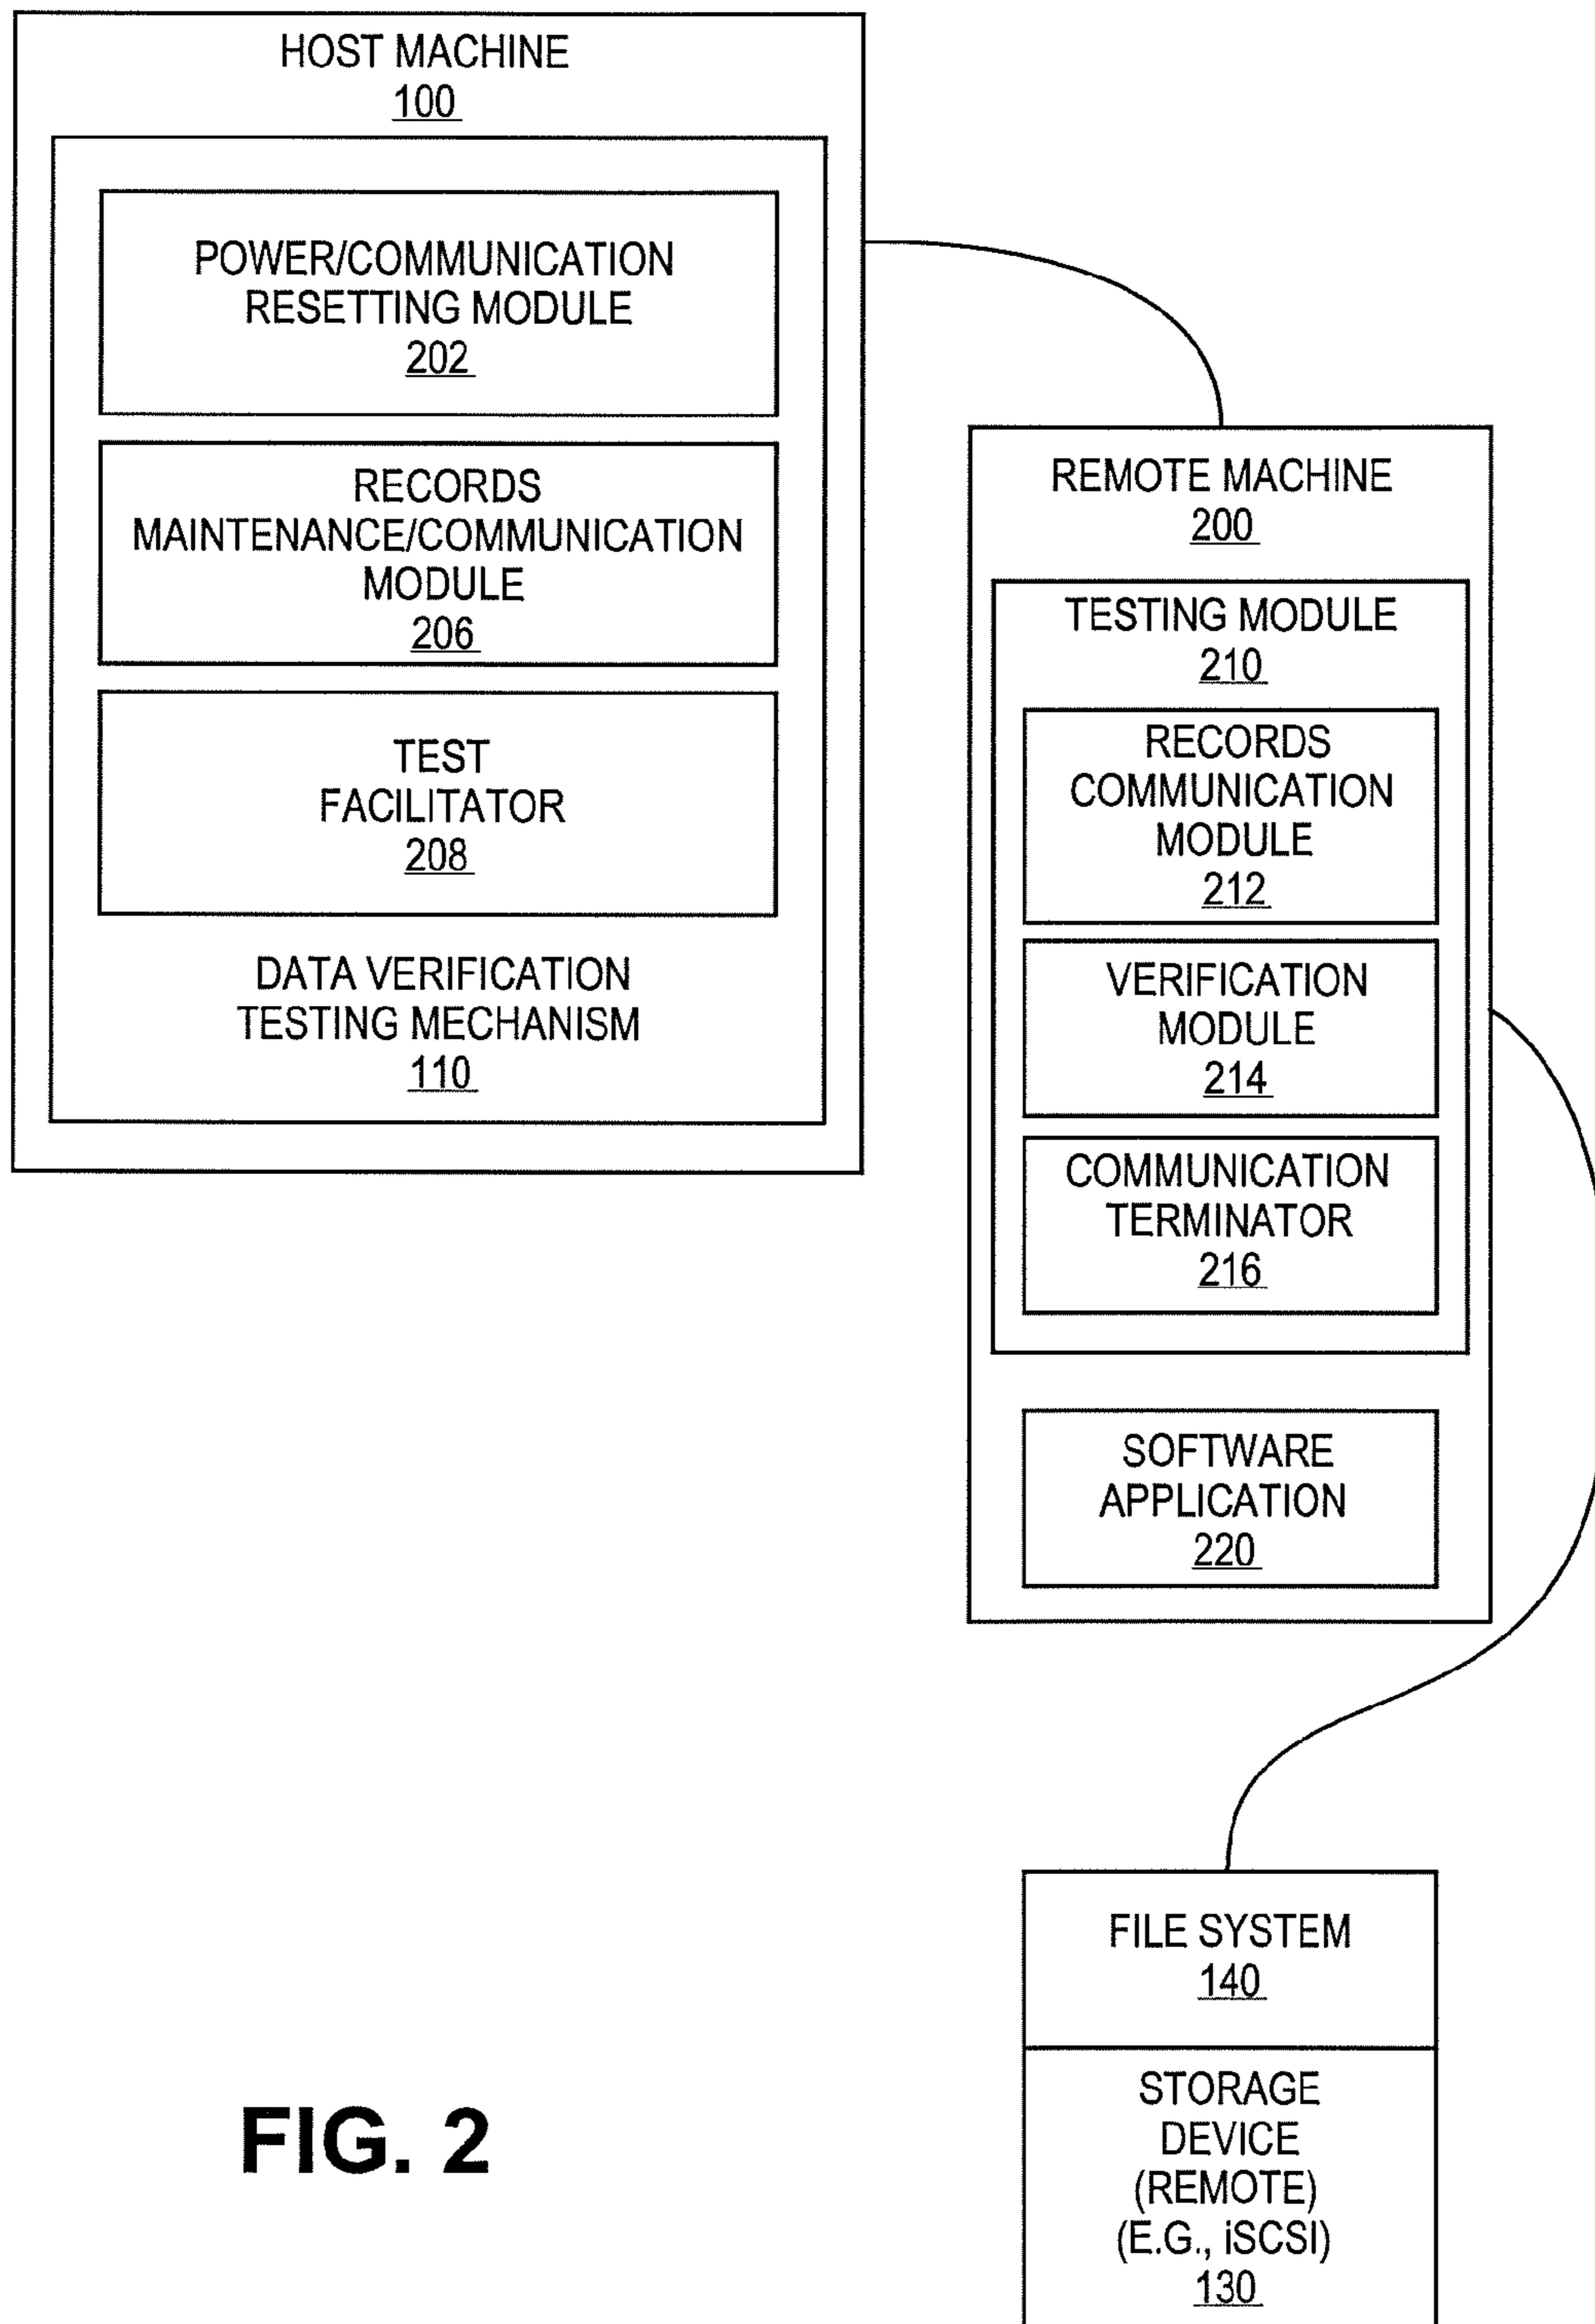 HOST MACHINE
100
POWER/COMMUNICATION
RESETTING MODULE
202
RECORDS
MAINTENANCE/COMMUNICATION
MODULE
206
TEST
FACILITATOR
208
DATA VERIFICATION
TESTING MECHANISM
110
REMOTE MACHINE
200
TESTING MODULE
210
RECORDS
COMMUNICATION
MODULE
212
VERIFICATION
MODULE
214
COMMUNICATION
TERMINATOR
216
SOFTWARE
APPLICATION
220
FILE SYSTEM
140
STORAGE
DEVICE
(REMOTE)
(E.G., iSCSI)
130
FIG. 2